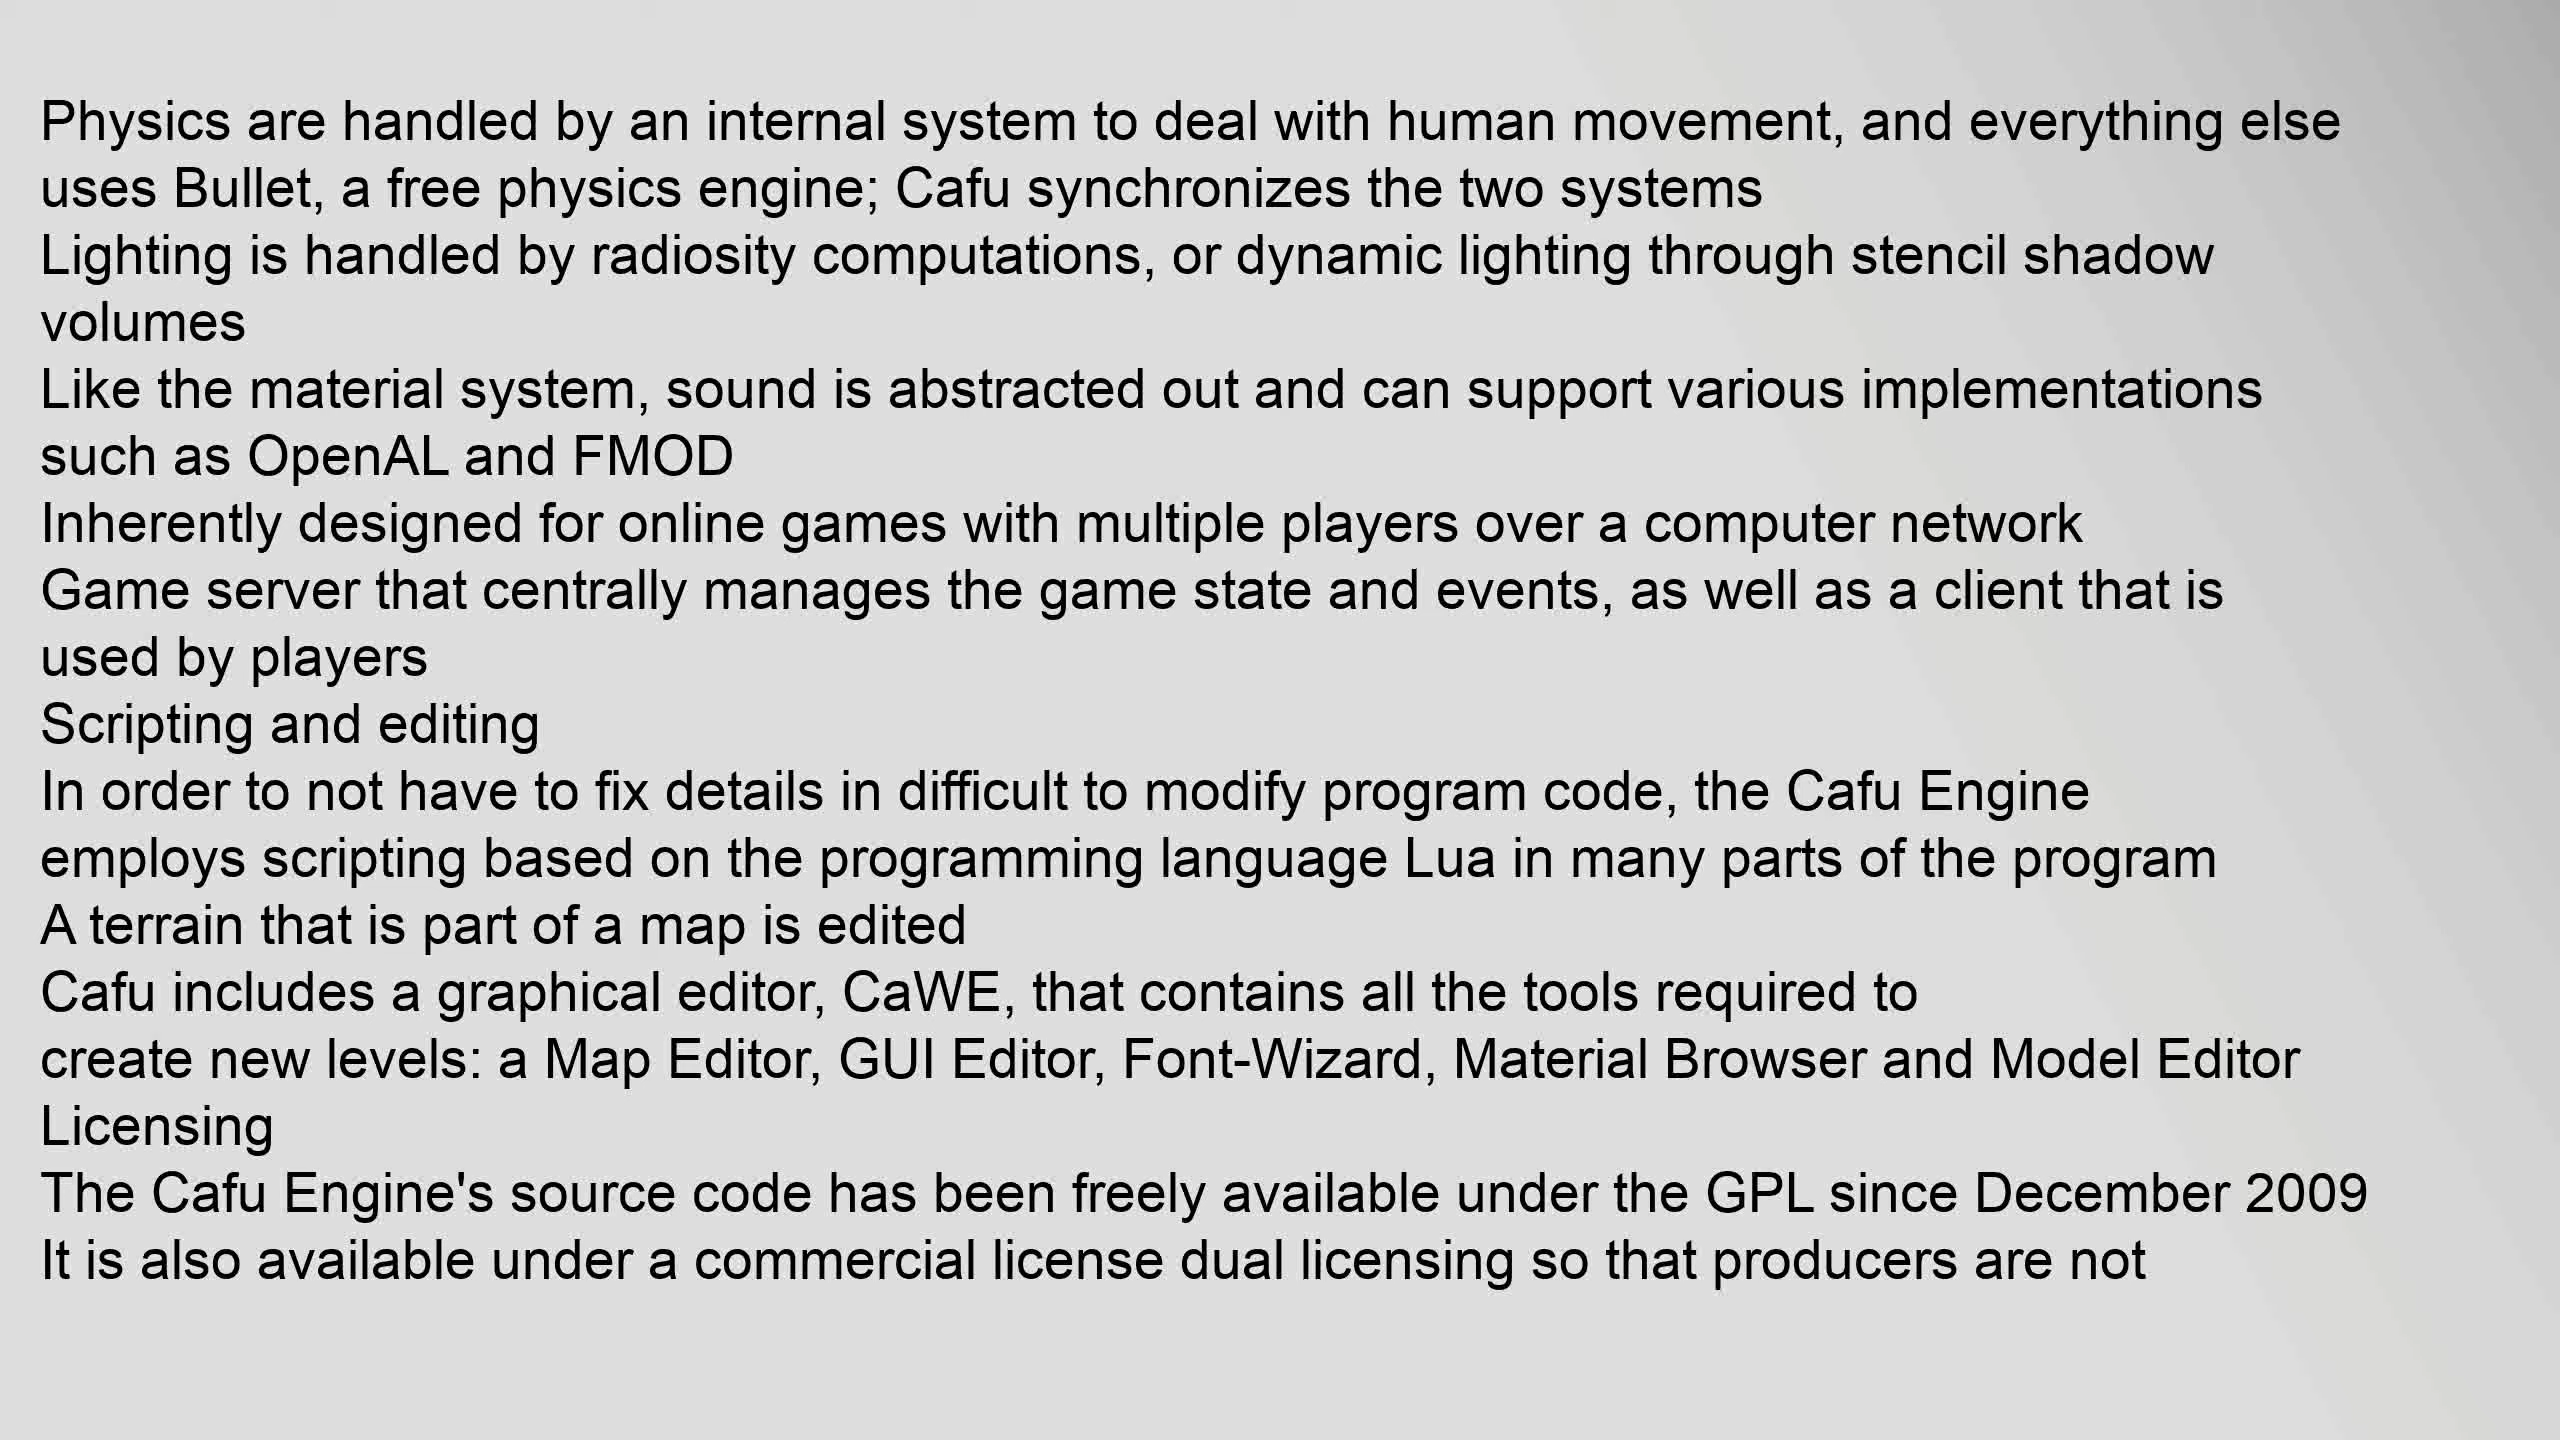 Physics are handled by an internal system to deal with human movement, and everything else
uses Bullet, a free physics engine; Cafu synchronizes the two systems
Lighting is handled by radiosity computations, or dynamic lighting through stencil shadow
volumes
Like the material system, sound is abstracted out and can support various implementations
such as OpenAL and FMOD
Inherently designed for online games with multiple players over a computer network
Game server that centrally manages the game state and events, as well as a client that is
used by players
Scripting and editing
In order to not have to fix details in difficult to modify program code, the Cafu Engine
employs scripting based on the programming language Lua in many parts of the program
A terrain that is part of a map is edited
Cafu includes a graphical editor, CaWE, that contains all the tools required to
create new levels: a Map Editor, GUI Editor, Font-Wizard, Material Browser and Model Editor
Licensing
The Cafu Engine's source code has been freely available under the GPL since December 2009
It is also available under a commercial license dual licensing so that producers are not